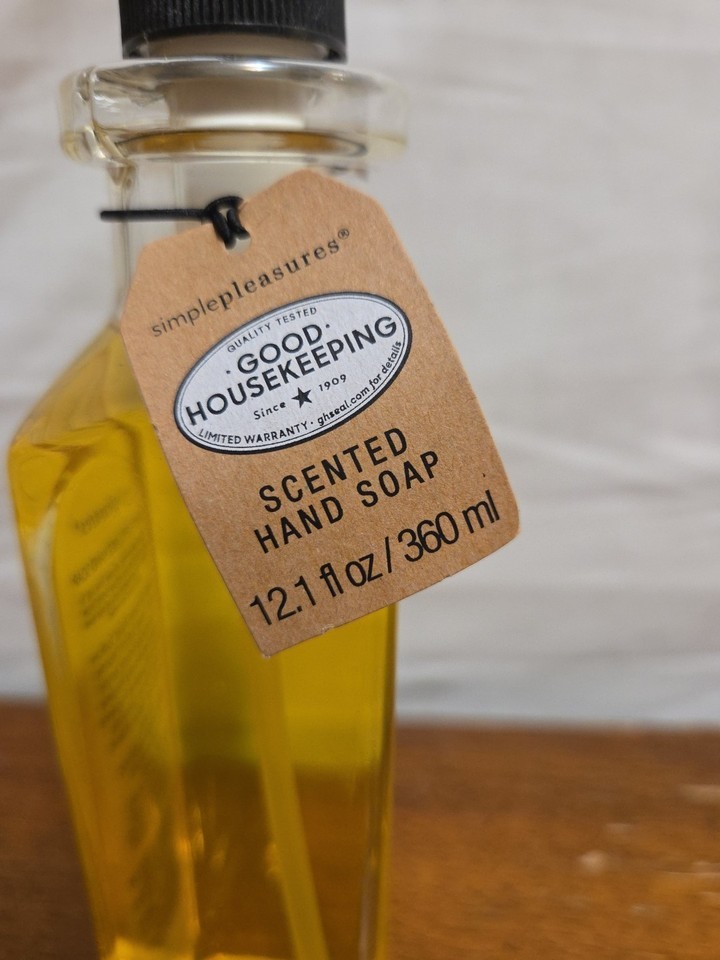 simplepleasures®
QUALITY TESTED
·GOOD·
HOUSEKEEPING
Since ★ 1909
LIMITED WARRANTY · ghseal.com for details
SCENTED
HAND SOAP
12.1 fl oz / 360 ml